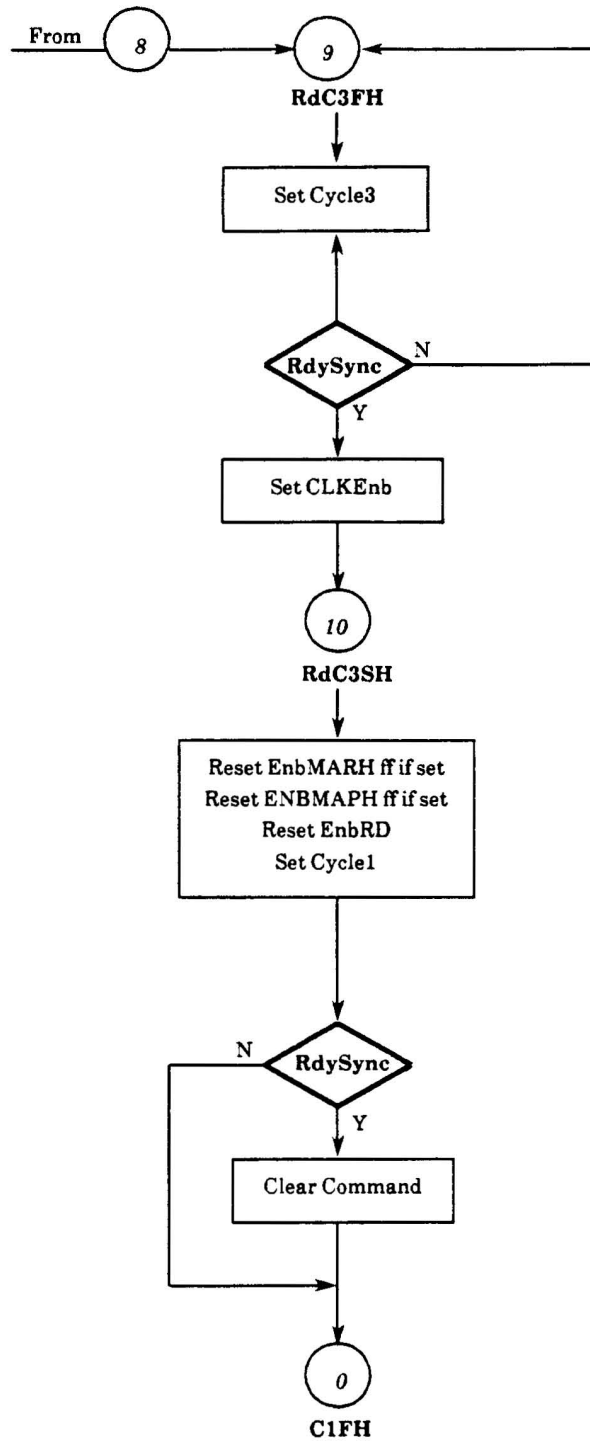 From
8
9
RdC3FH
Set Cycle3
RdySync
N
Y
Set CLKEnb
10
RdC3SH
Reset EnbMARH ff if set
Reset ENBMAPH ff if set
Reset EnbRD
Set Cycle1
N
RdySync
Y
Clear Command
0
C1FH